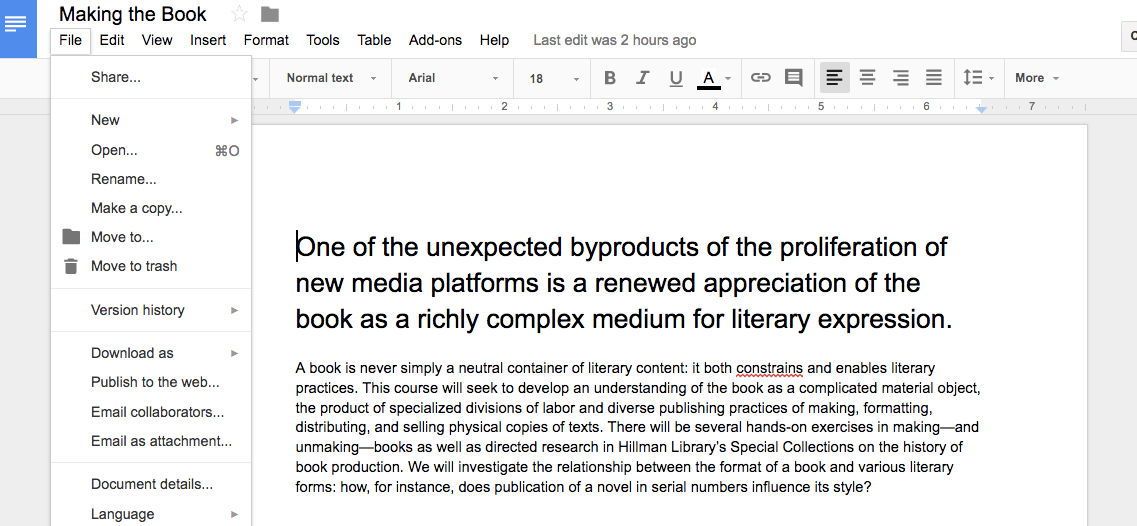 Making the Book
File Edit View Insert Format Tools Table Add-ons Help Last edit was 2 hours ago
Normal text Arial 18 B I U A More
1 2 3 4 5 6 7
Share...
New
Open... ⌘O
Rename...
Make a copy...
Move to...
Move to trash
Version history
Download as
Publish to the web...
Email collaborators...
Email as attachment...
Document details...
Language
One of the unexpected byproducts of the proliferation of
new media platforms is a renewed appreciation of the
book as a richly complex medium for literary expression.
A book is never simply a neutral container of literary content: it both constrains and enables literary
practices. This course will seek to develop an understanding of the book as a complicated material object,
the product of specialized divisions of labor and diverse publishing practices of making, formatting,
distributing, and selling physical copies of texts. There will be several hands-on exercises in making—and
unmaking—books as well as directed research in Hillman Library's Special Collections on the history of
book production. We will investigate the relationship between the format of a book and various literary
forms: how, for instance, does publication of a novel in serial numbers influence its style?